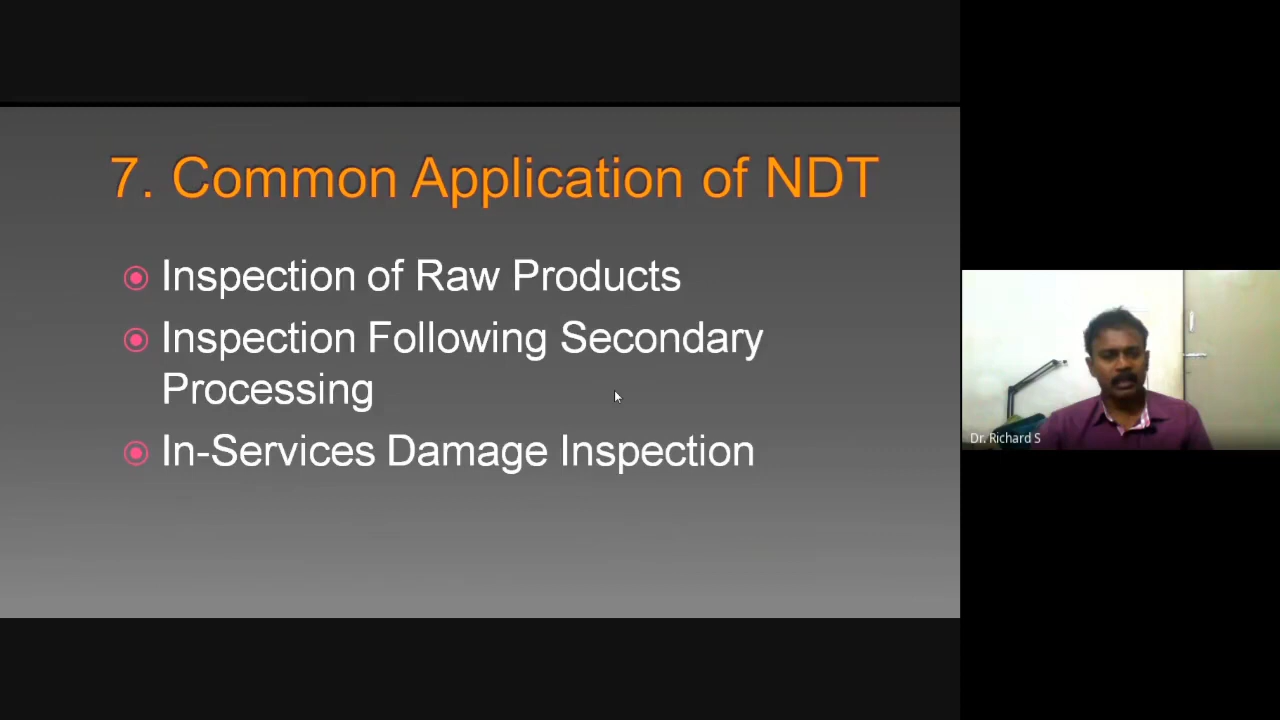 7. Common Application of NDT
Inspection of Raw Products
Inspection Following Secondary
Processing
In-Services Damage Inspection
Dr. Richard S